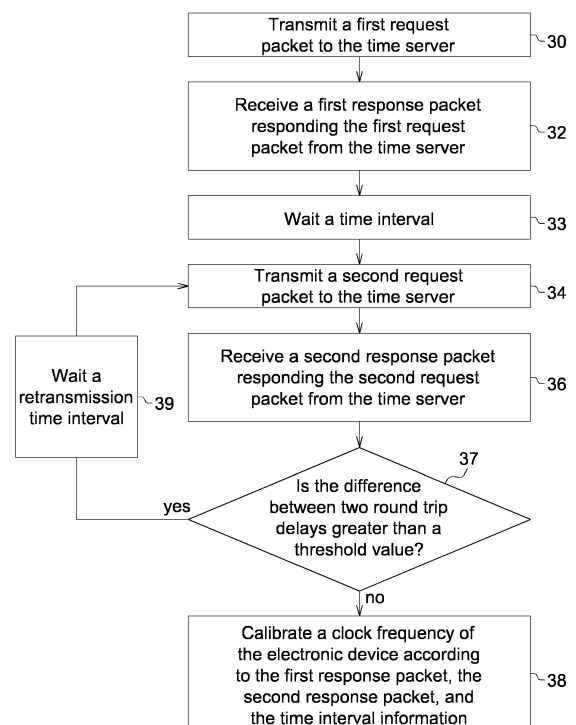 Transmit a first request
packet to the time server
30
Receive a first response packet
responding the first request
packet from the time server
32
Wait a time interval
33
Transmit a second request
packet to the time server
34
Receive a second response packet
responding the second request
packet from the time server
36
Wait a
retransmission
time interval
39
37
Is the difference
between two round trip
delays greater than a
threshold value?
yes
no
Calibrate a clock frequency of
the electronic device according
to the first response packet, the
second response packet, and
the time interval information
38